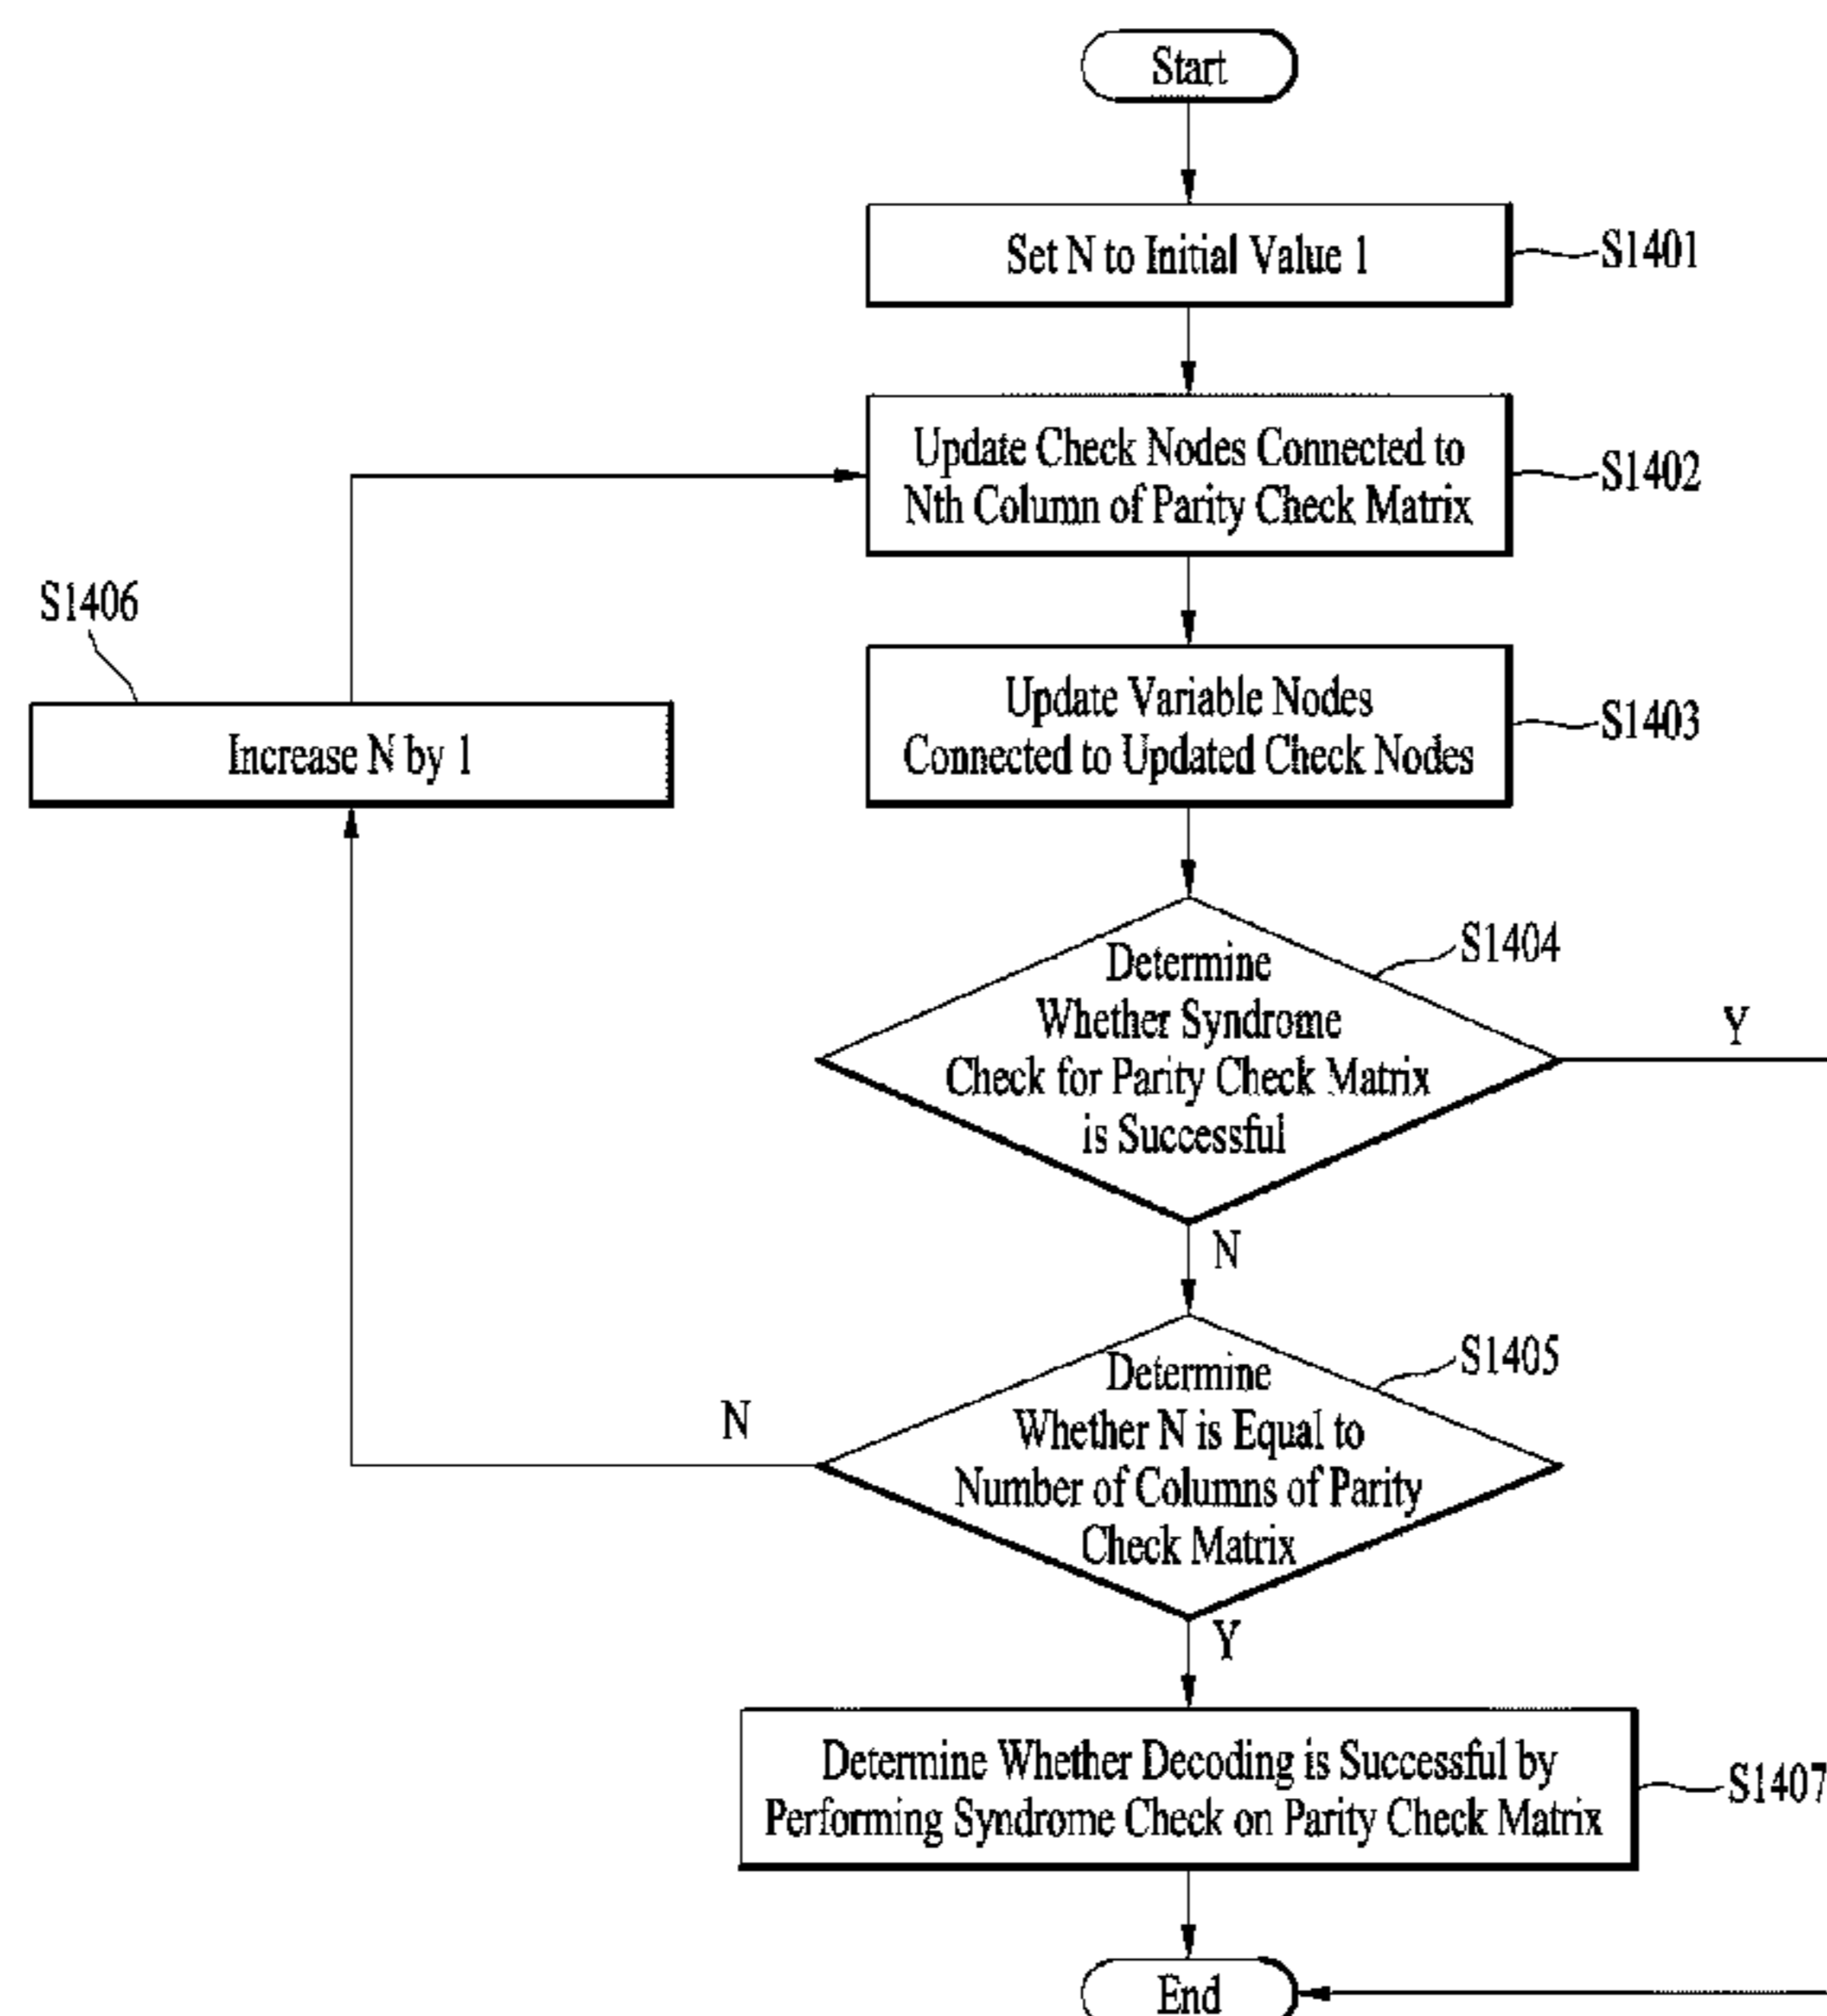 Start
Set N to Initial Value 1
S1401
Update Check Nodes Connected to
Nth Column of Parity Check Matrix
S1402
S1406
Increase N by 1
Update Variable Nodes
Connected to Updated Check Nodes
S1403
Determine
Whether Syndrome
Check for Parity Check Matrix
is Successful
S1404
Y
N
Determine
Whether N is Equal to
Number of Columns of Parity
Check Matrix
S1405
N
Y
Determine Whether Decoding is Successful by
Performing Syndrome Check on Parity Check Matrix
S1407
End